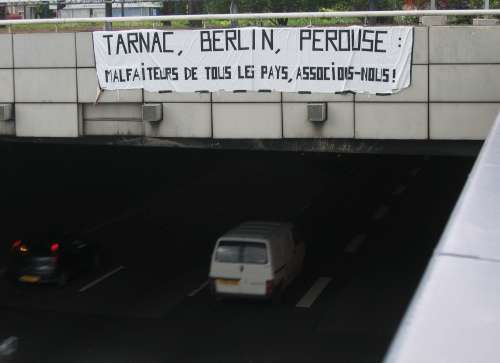 TARNAC, BERLIN, PEROUSE :
MALFAITEURS DE TOUS LES PAYS, ASSOCIONS-NOUS !